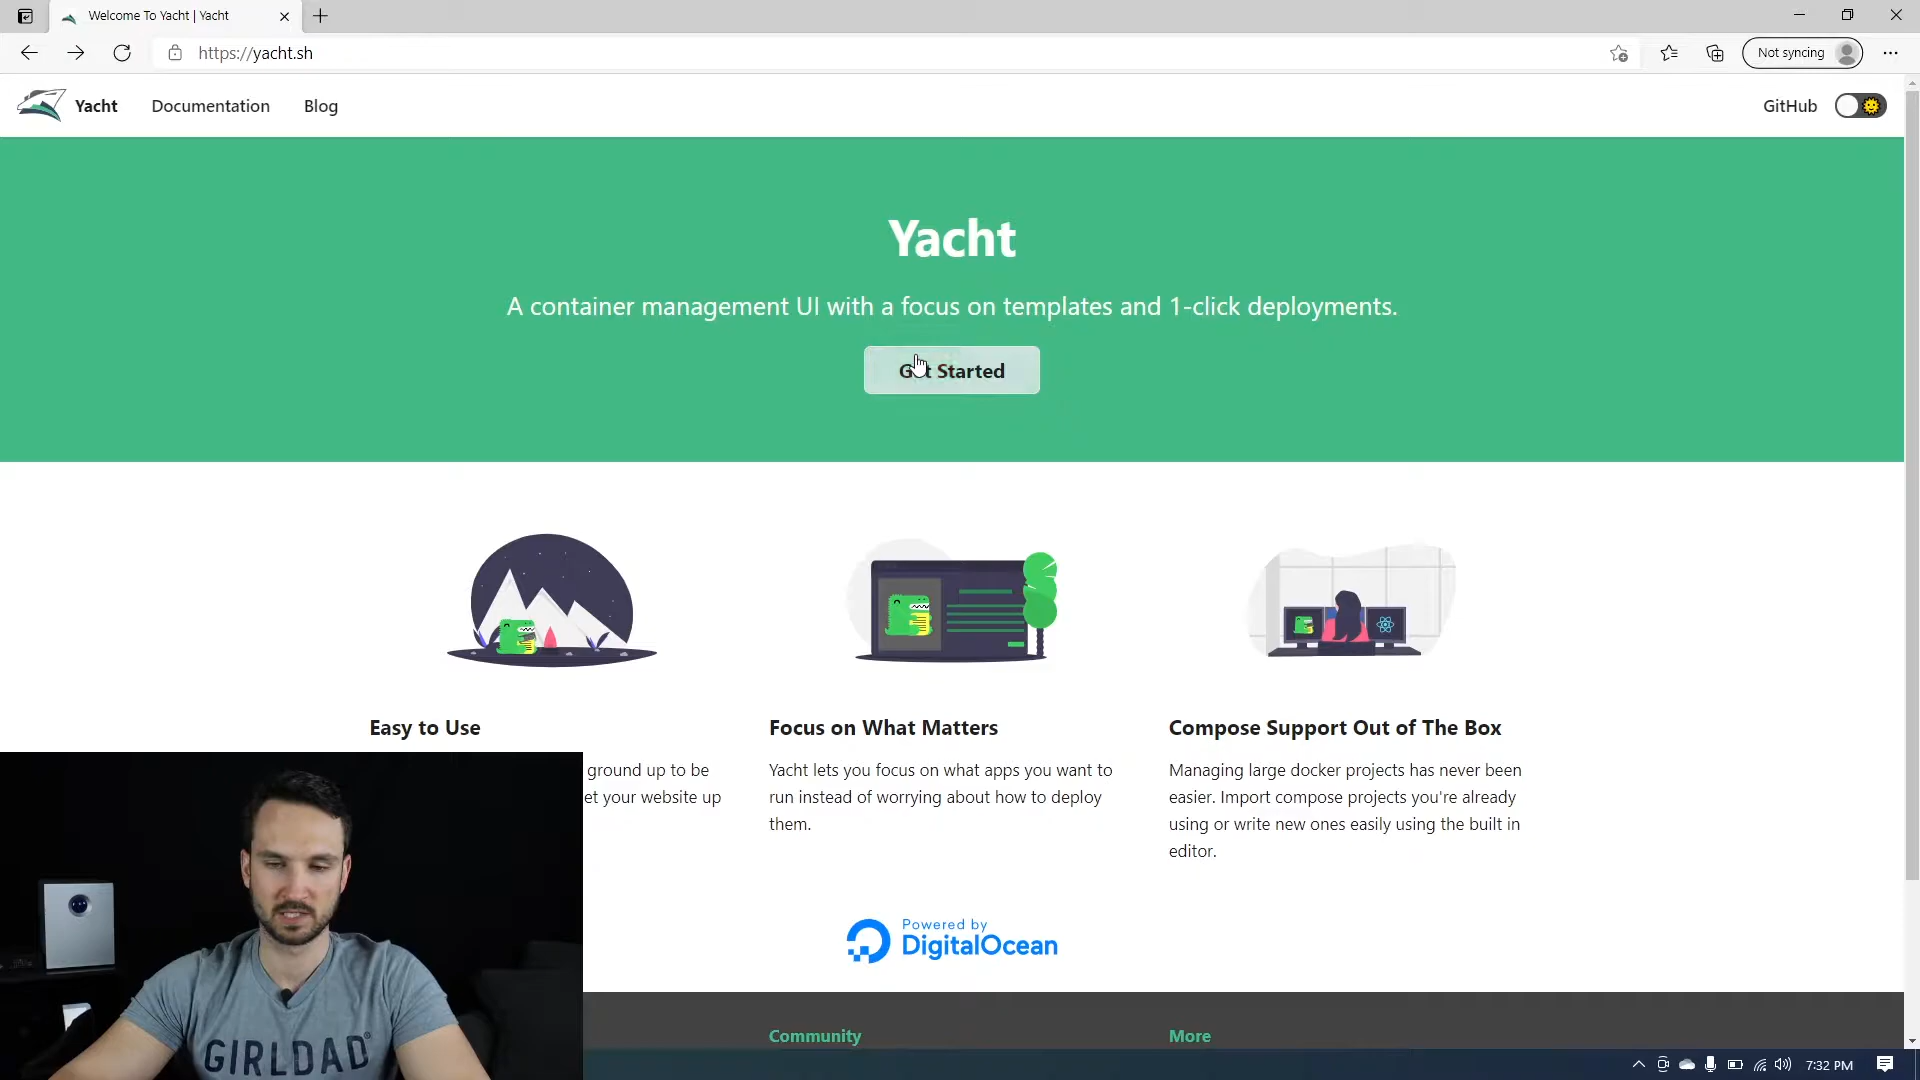 Welcome To Yacht | Yacht
https://yacht.sh
Not syncing
Yacht
Documentation
Blog
GitHub
Yacht
A container management UI with a focus on templates and 1-click deployments.
Get Started
Easy to Use
ground up to be
et your website up
Focus on What Matters
Yacht lets you focus on what apps you want to
run instead of worrying about how to deploy
them.
Compose Support Out of The Box
Managing large docker projects has never been
easier. Import compose projects you're already
using or write new ones easily using the built in
editor.
Powered by
DigitalOcean
Community
More
GIRLDAD®
7:32 PM